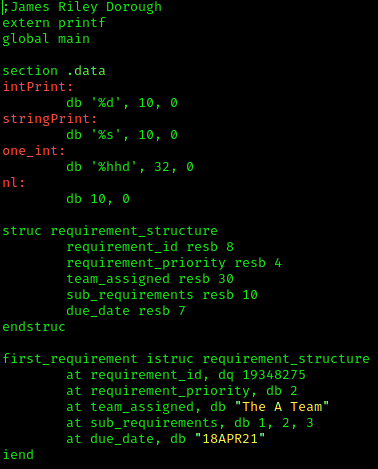 ;James Riley Dorough
extern printf
global main
section .data
intPrint:
db '%d', 10, 0
stringPrint:
db '%s', 10, 0
one_int:
db '%hhd', 32, 0
nl:
db 10, 0
struc requirement_structure
requirement_id resb 8
requirement_priority resb 4
team_assigned resb 30
sub_requirements resb 10
due_date resb 7
endstruc
first_requirement istruc requirement_structure
at requirement_id, dq 19348275
at requirement_priority, db 2
at team_assigned, db "The A Team"
at sub_requirements, db 1, 2, 3
at due_date, db "18APR21"
iend